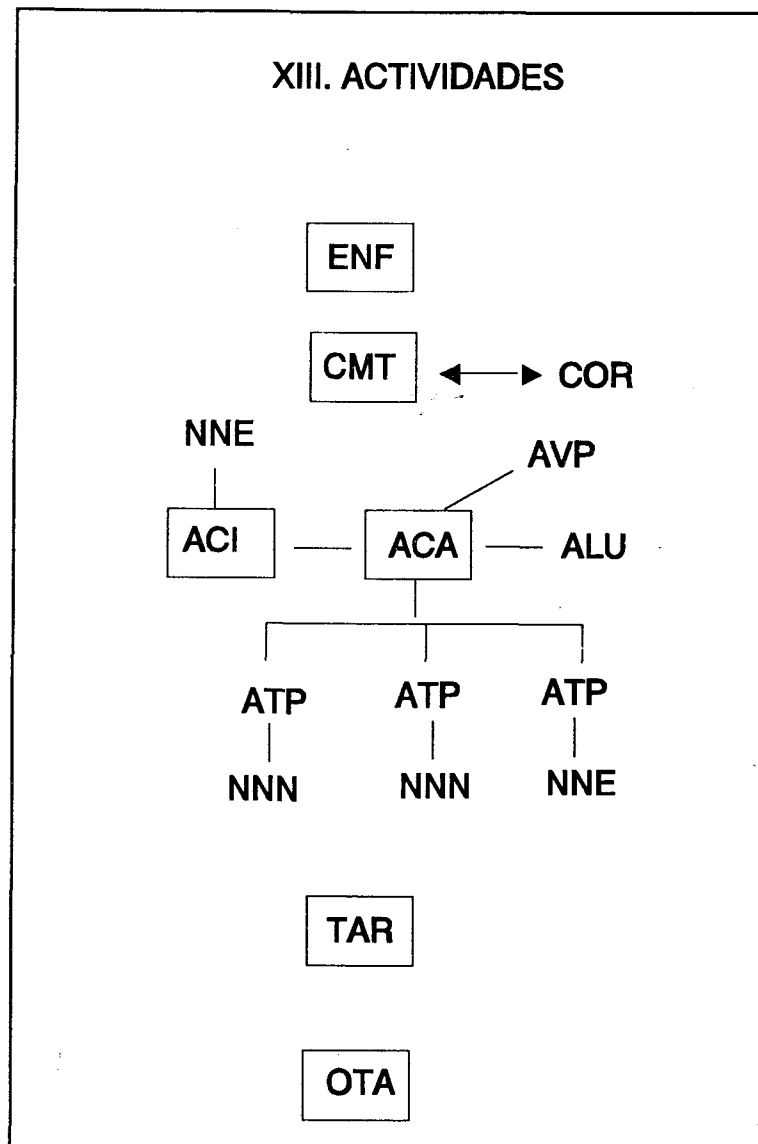 XIII. ACTIVIDADES
ENF
CMT COR
NNE
AVP
ACI ACA ALU
ATP ATP ATP
NNN NNN NNE
TAR
OTA